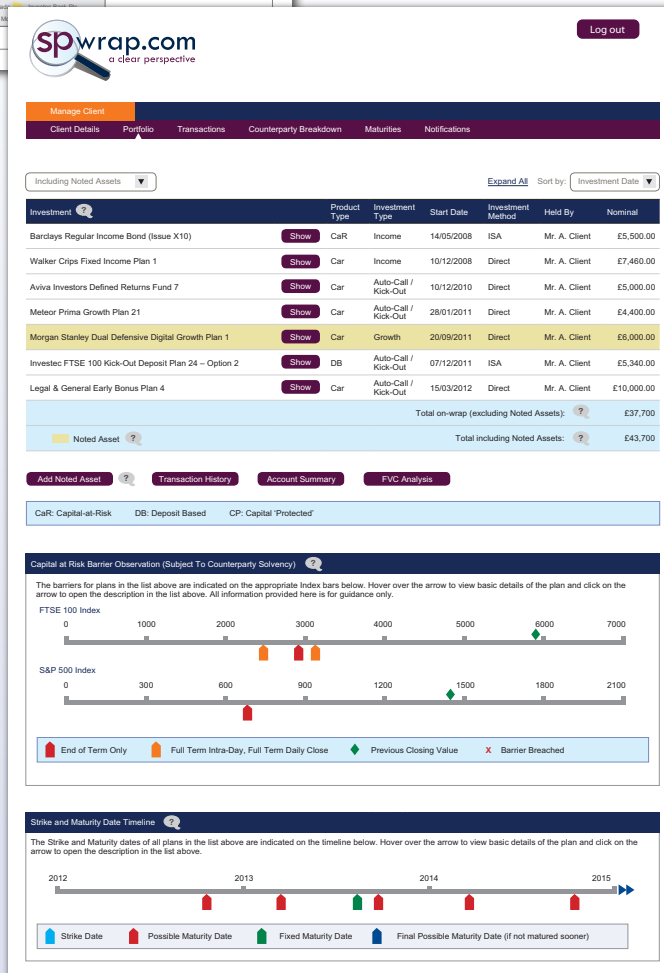 spwrap.com
a clear perspective
Log out
Manage Client
Client Details Portfolio Transactions Counterparty Breakdown Maturities Notifications
Including Noted Assets
Expand All Sort by: Investment Date
Investment ? Product Type Investment Type Start Date Investment Method Held By Nominal
Barclays Regular Income Bond (Issue X10) Show CaR Income 14/05/2008 ISA Mr. A. Client £5,500.00
Walker Crips Fixed Income Plan 1 Show Car Income 10/12/2008 Direct Mr. A. Client £7,460.00
Aviva Investors Defined Returns Fund 7 Show Car Auto-Call / Kick-Out 10/12/2010 Direct Mr. A. Client £5,000.00
Meteor Prima Growth Plan 21 Show Car Auto-Call / Kick-Out 28/01/2011 Direct Mr. A. Client £4,400.00
Morgan Stanley Dual Defensive Digital Growth Plan 1 Show Car Growth 20/09/2011 Direct Mr. A. Client £6,000.00
Investec FTSE 100 Kick-Out Deposit Plan 24 – Option 2 Show DB Auto-Call / Kick-Out 07/12/2011 ISA Mr. A. Client £5,340.00
Legal & General Early Bonus Plan 4 Show Car Auto-Call / Kick-Out 15/03/2012 Direct Mr. A. Client £10,000.00
Total on-wrap (excluding Noted Assets): ? £37,700
Noted Asset ? Total including Noted Assets: ? £43,700
Add Noted Asset ? Transaction History Account Summary FVC Analysis
CaR: Capital-at-Risk DB: Deposit Based CP: Capital 'Protected'
Capital at Risk Barrier Observation (Subject To Counterparty Solvency) ?
The barriers for plans in the list above are indicated on the appropriate Index bars below. Hover over the arrow to view basic details of the plan and click on the
arrow to open the description in the list above. All information provided here is for guidance only.
FTSE 100 Index
0 1000 2000 3000 4000 5000 6000 7000
S&P 500 Index
0 300 600 900 1200 1500 1800 2100
End of Term Only Full Term Intra-Day, Full Term Daily Close Previous Closing Value X Barrier Breached
Strike and Maturity Date Timeline ?
The Strike and Maturity dates of all plans in the list above are indicated on the timeline below. Hover over the arrow to view basic details of the plan and click on the
arrow to open the description in the list above.
2012 2013 2014 2015
Strike Date Possible Maturity Date Fixed Maturity Date Final Possible Maturity Date (if not matured sooner)